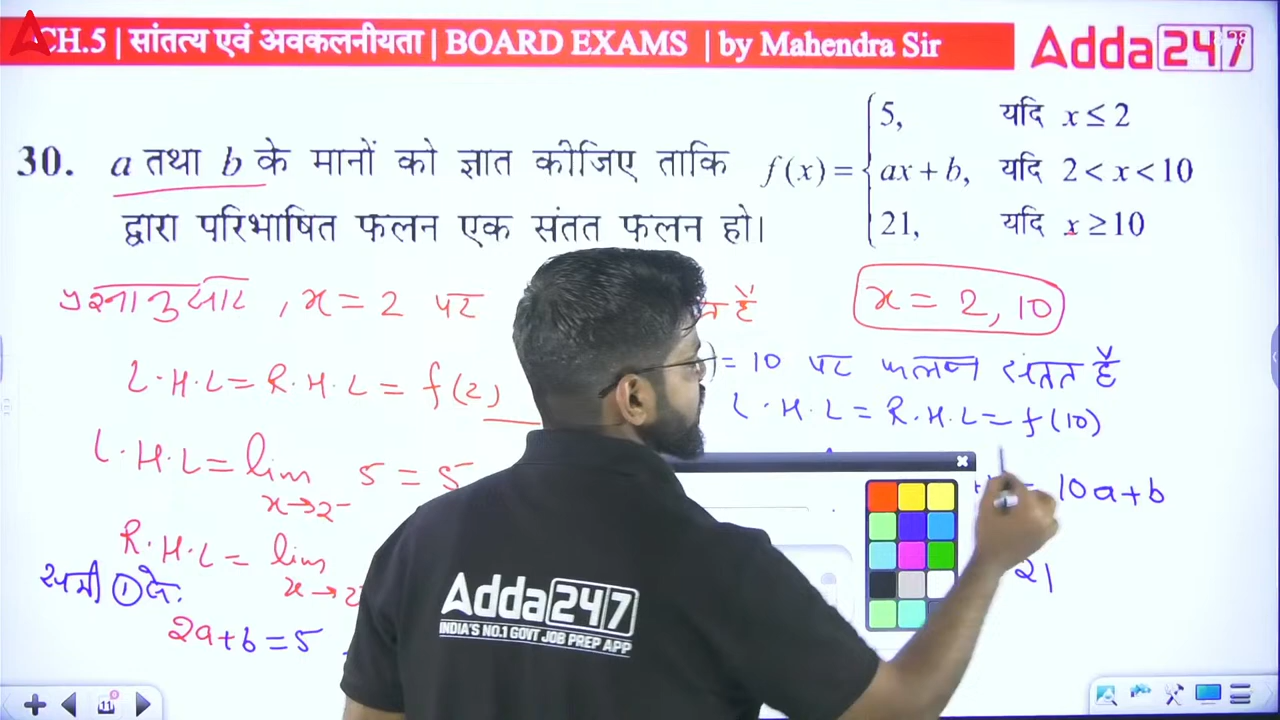 CH.5 | सांतत्य एवं अवकलनीयता | BOARD EXAMS | by Mahendra Sir
Adda247
30. a तथा b के मानों को ज्ञात कीजिए ताकि f(x) = { 5, यदि x ≤ 2
ax + b, यदि 2 < x < 10
21, यदि x ≥ 10
द्वारा परिभाषित फलन एक संतत फलन हो।
प्रश्नानुसार, x = 2 पर
है
x = 2, 10
= 10 पर फलन संतत है
L.H.L = R.H.L = f(2)
L.H.L = R.H.L = f(10)
L.H.L = lim x→2⁻ 5 = 5
= 10a+b
R.H.L = lim
x→2
21
समी ① से:
2a+b=5
Adda247
INDIA'S NO.1 GOVT JOB PREP APP
11